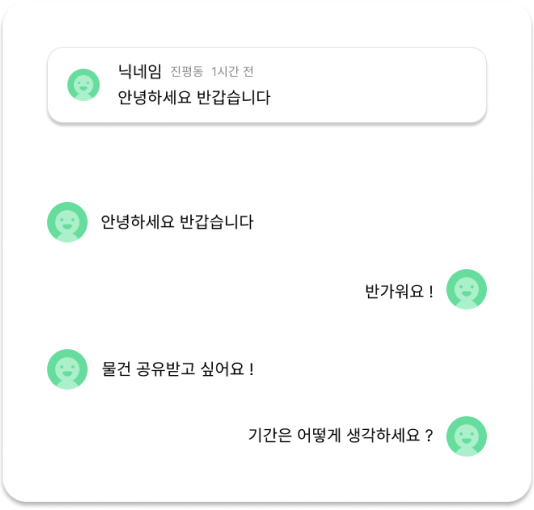 닉네임 진평동 1시간 전
안녕하세요 반갑습니다
안녕하세요 반갑습니다
반가워요 !
물건 공유받고 싶어요 !
기간은 어떻게 생각하세요 ?